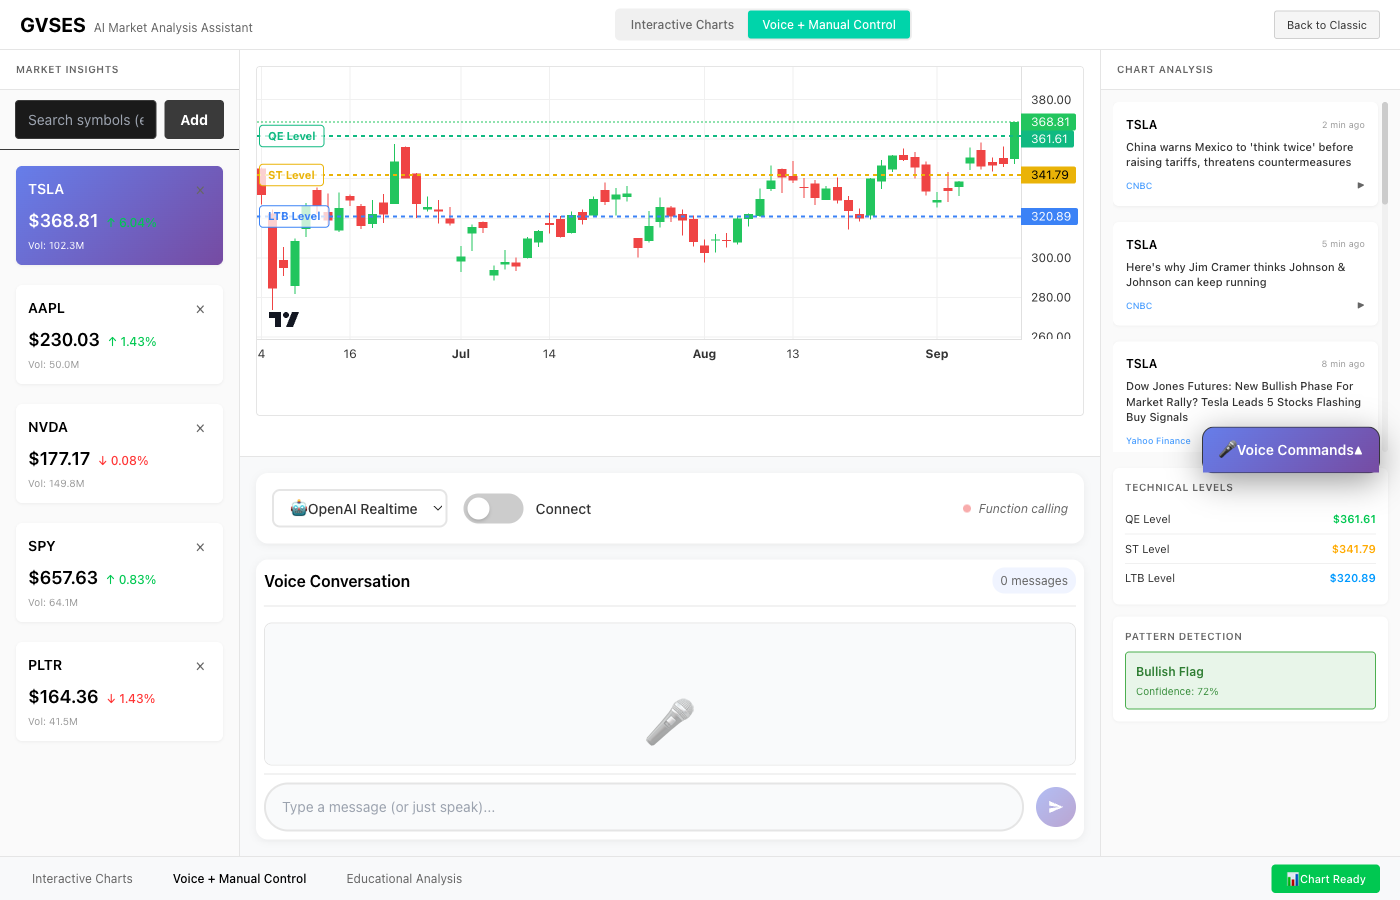 GVSES AI Market Analysis Assistant
Interactive Charts
Voice + Manual Control
Back to Classic
MARKET INSIGHTS
Search symbols (e
Add
TSLA
$368.81 ↑ 6.04%
Vol: 102.3M
AAPL ×
$230.03 ↑ 1.43%
Vol: 50.0M
NVDA ×
$177.17 ↓ 0.08%
Vol: 149.8M
SPY ×
$657.63 ↑ 0.83%
Vol: 64.1M
PLTR ×
$164.36 ↓ 1.43%
Vol: 41.5M
380.00
368.81
QE Level
361.61
ST Level
341.79
LTB Level
320.89
300.00
280.00
260.00
4 16 Jul 14 Aug 13 Sep
OpenAI Realtime
Connect
Function calling
Voice Conversation
0 messages
Type a message (or just speak)...
CHART ANALYSIS
TSLA 2 min ago
China warns Mexico to 'think twice' before
raising tariffs, threatens countermeasures
CNBC
TSLA 5 min ago
Here's why Jim Cramer thinks Johnson &
Johnson can keep running
CNBC
TSLA 8 min ago
Dow Jones Futures: New Bullish Phase For
Market Rally? Tesla Leads 5 Stocks Flashing
Buy Signals
Yahoo Finance
Voice Commands▲
TECHNICAL LEVELS
QE Level $361.61
ST Level $341.79
LTB Level $320.89
PATTERN DETECTION
Bullish Flag
Confidence: 72%
Interactive Charts
Voice + Manual Control
Educational Analysis
Chart Ready